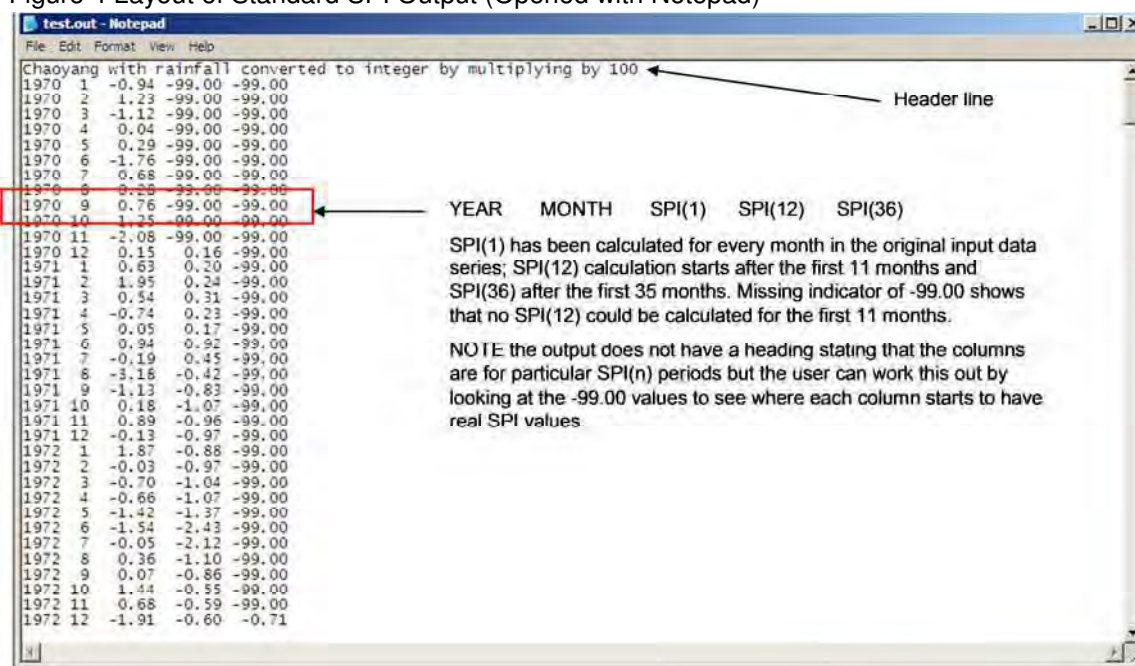 Figure 4 Layout of Standard SPI Output (Opened with Notepad)
test.out - Notepad
File Edit Format View Help
Chaoyang with rainfall converted to integer by multiplying by 100
Header line
1970 1 -0.94 -99.00 -99.00
1970 2 1.23 -99.00 -99.00
1970 3 -1.12 -99.00 -99.00
1970 4 0.04 -99.00 -99.00
1970 5 0.29 -99.00 -99.00
1970 6 -1.76 -99.00 -99.00
1970 7 0.68 -99.00 -99.00
1970 8 0.28 -99.00 -99.00
1970 9 0.76 -99.00 -99.00
1970 10 1.25 -99.00 -99.00
1970 11 -2.08 -99.00 -99.00
1970 12 0.15 0.16 -99.00
1971 1 0.63 0.20 -99.00
1971 2 1.95 0.24 -99.00
1971 3 0.54 0.31 -99.00
1971 4 -0.74 0.23 -99.00
1971 5 0.05 0.17 -99.00
1971 6 0.94 0.92 -99.00
1971 7 -0.19 0.45 -99.00
1971 8 -3.18 -0.42 -99.00
1971 9 -1.13 -0.83 -99.00
1971 10 0.18 -1.07 -99.00
1971 11 0.89 -0.96 -99.00
1971 12 -0.13 -0.97 -99.00
1972 1 1.87 -0.88 -99.00
1972 2 -0.03 -0.97 -99.00
1972 3 -0.70 -1.04 -99.00
1972 4 -0.66 -1.07 -99.00
1972 5 -1.42 -1.37 -99.00
1972 6 -1.54 -2.43 -99.00
1972 7 -0.05 -2.12 -99.00
1972 8 0.36 -1.10 -99.00
1972 9 0.07 -0.86 -99.00
1972 10 1.44 -0.55 -99.00
1972 11 0.68 -0.59 -99.00
1972 12 -1.91 -0.60 -0.71
YEAR MONTH SPI(1) SPI(12) SPI(36)
SPI(1) has been calculated for every month in the original input data
series; SPI(12) calculation starts after the first 11 months and
SPI(36) after the first 35 months. Missing indicator of -99.00 shows
that no SPI(12) could be calculated for the first 11 months.
NOTE the output does not have a heading stating that the columns
are for particular SPI(n) periods but the user can work this out by
looking at the -99.00 values to see where each column starts to have
real SPI values